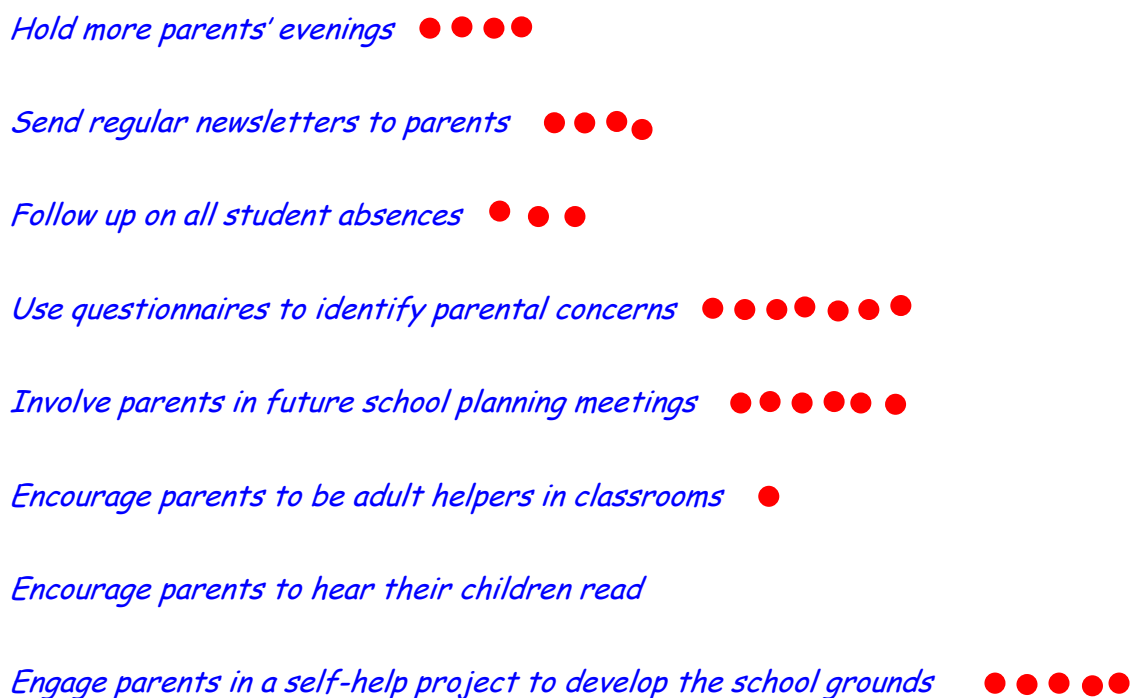 Hold more parents’ evenings
Send regular newsletters to parents
Follow up on all student absences
Use questionnaires to identify parental concerns
Involve parents in future school planning meetings
Encourage parents to be adult helpers in classrooms
Encourage parents to hear their children read
Engage parents in a self-help project to develop the school grounds